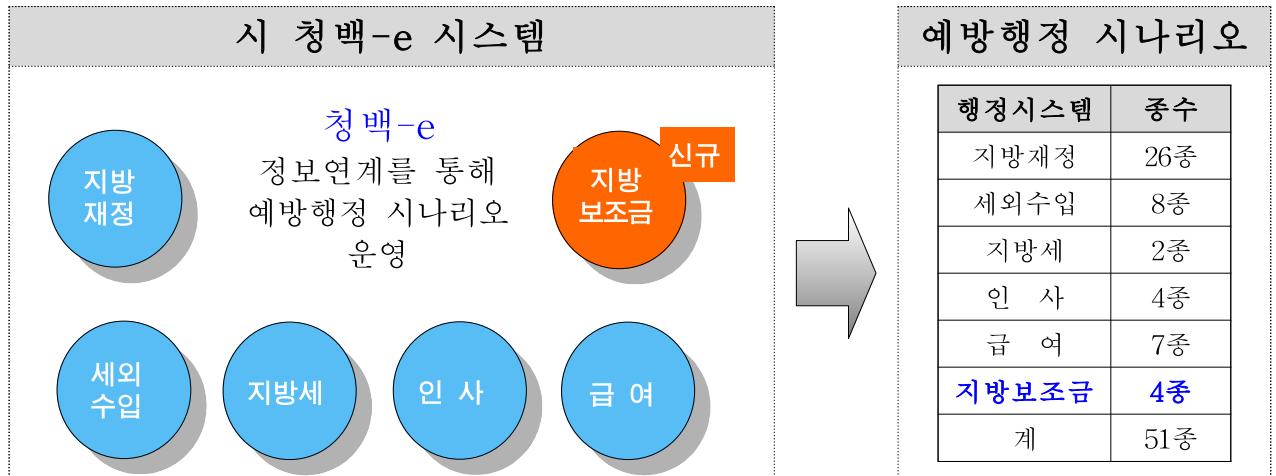 시 청백-e 시스템
청백-e
정보연계를 통해
예방행정 시나리오
운영
지방
재정
지방
보조금
신규
세외
수입
지방세
인 사
급 여
예방행정 시나리오
행정시스템 종수
지방재정 26종
세외수입 8종
지방세 2종
인 사 4종
급 여 7종
지방보조금 4종
계 51종